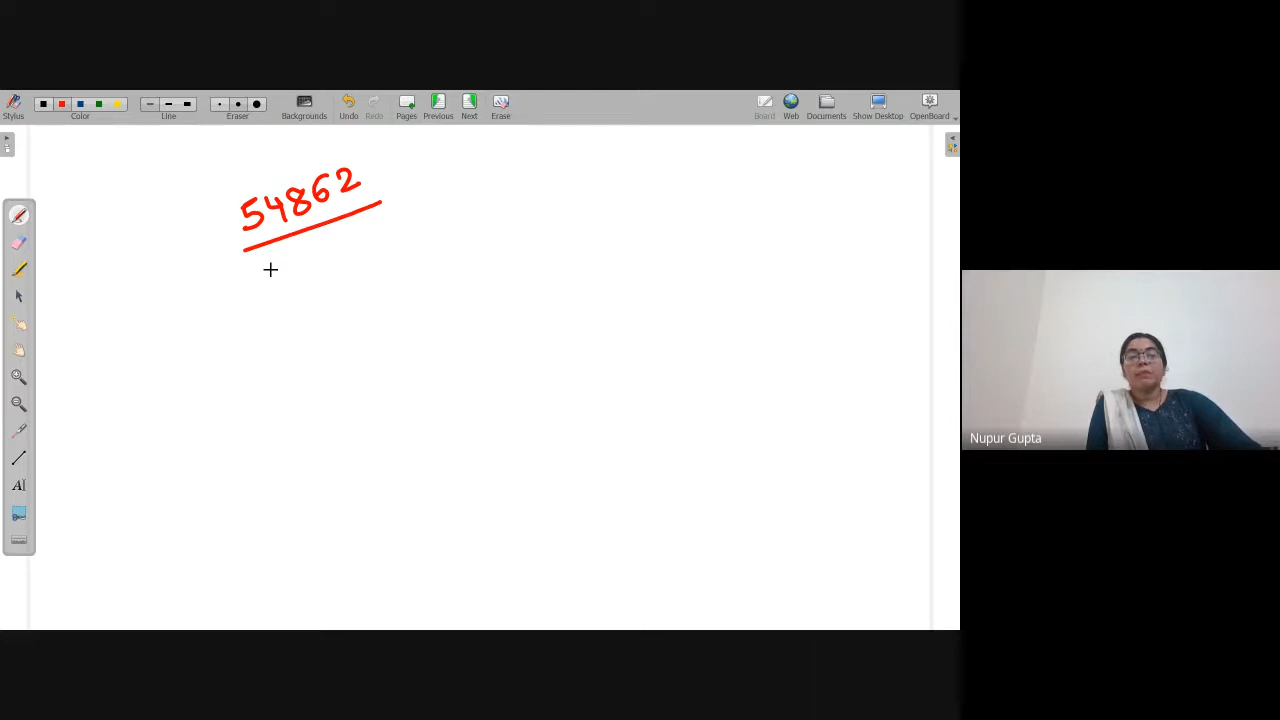 Stylus
Color
Line
Eraser
Backgrounds
Undo
Redo
Pages
Previous
Next
Erase
Board
Web
Documents
Show Desktop
OpenBoard
54862
Nupur Gupta